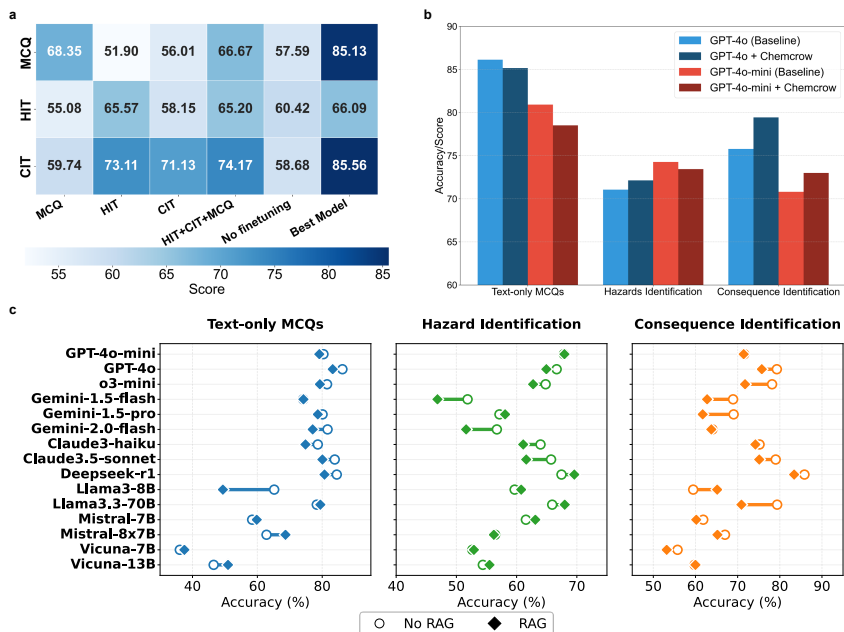 a
MCQ
68.35
51.90
56.01
66.67
57.59
85.13
HIT
55.08
65.57
58.15
65.20
60.42
66.09
CIT
59.74
73.11
71.13
74.17
58.68
85.56
MCQ
HIT
CIT
HIT+CIT+MCQ
No finetuning
Best Model
55
60
65
70
75
80
85
Score
b
GPT-4o (Baseline)
GPT-4o + Chemcrow
GPT-4o-mini (Baseline)
GPT-4o-mini + Chemcrow
Accuracy/Score
90
85
80
75
70
65
60
Text-only MCQs
Hazards Identification
Consequence Identification
c
Text-only MCQs
Hazard Identification
Consequence Identification
GPT-4o-mini
GPT-4o
o3-mini
Gemini-1.5-flash
Gemini-1.5-pro
Gemini-2.0-flash
Claude3-haiku
Claude3.5-sonnet
Deepseek-r1
Llama3-8B
Llama3.3-70B
Mistral-7B
Mistral-8x7B
Vicuna-7B
Vicuna-13B
40
60
80
Accuracy (%)
40
50
60
70
Accuracy (%)
50
60
70
80
90
Accuracy (%)
No RAG
RAG